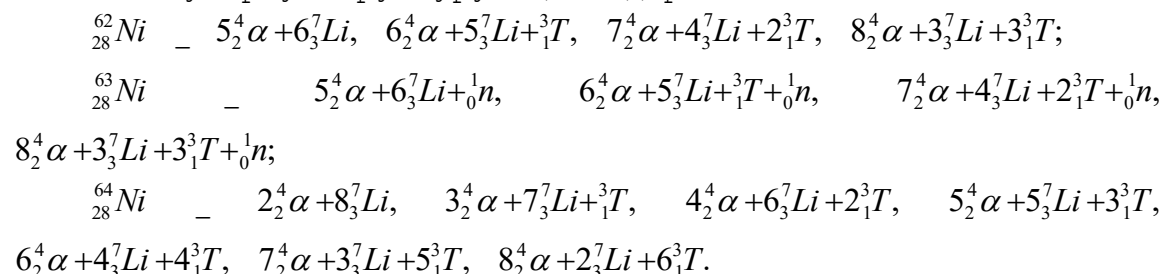 ⁶²₂₈Ni _ 5⁴₂α+6⁷₃Li, 6⁴₂α+5⁷₃Li+³₁T, 7⁴₂α+4⁷₃Li+2³₁T, 8⁴₂α+3⁷₃Li+3³₁T;
⁶³₂₈Ni _ 5⁴₂α+6⁷₃Li+¹₀n, 6⁴₂α+5⁷₃Li+³₁T+¹₀n, 7⁴₂α+4⁷₃Li+2³₁T+¹₀n,
8⁴₂α+3⁷₃Li+3³₁T+¹₀n;
⁶⁴₂₈Ni _ 2⁴₂α+8⁷₃Li, 3⁴₂α+7⁷₃Li+³₁T, 4⁴₂α+6⁷₃Li+2³₁T, 5⁴₂α+5⁷₃Li+3³₁T,
6⁴₂α+4⁷₃Li+4³₁T, 7⁴₂α+3⁷₃Li+5³₁T, 8⁴₂α+2⁷₃Li+6³₁T.